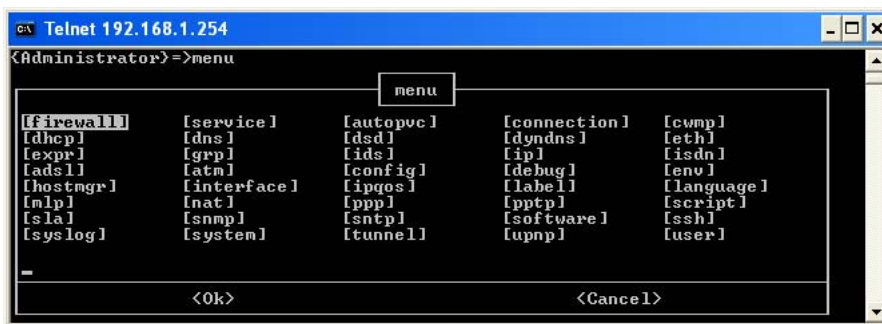 Telnet 192.168.1.254
{Administrator}=>menu
menu
[firewall] [service] [autopvc] [connection] [cwmp]
[dhcp] [dns] [dsd] [dyndns] [eth]
[expr] [grp] [ids] [ip] [isdn]
[adsl] [atm] [config] [debug] [env]
[hostmgr] [interface] [ipqos] [label] [language]
[mlp] [nat] [ppp] [pptp] [script]
[sla] [snmp] [sntp] [software] [ssh]
[syslog] [system] [tunnel] [upnp] [user]
<Ok> <Cancel>